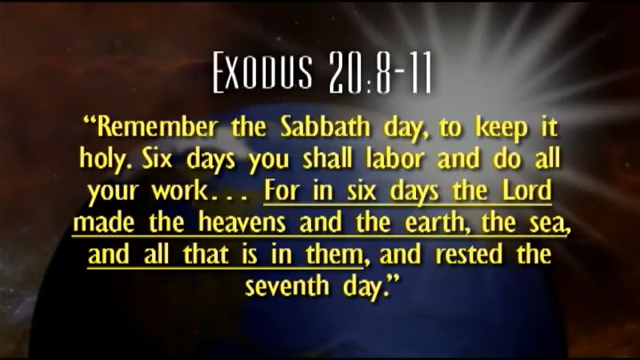 EXODUS 20:8-11
“Remember the Sabbath day, to keep it
holy. Six days you shall labor and do all
your work... For in six days the Lord
made the heavens and the earth, the sea,
and all that is in them, and rested the
seventh day.”